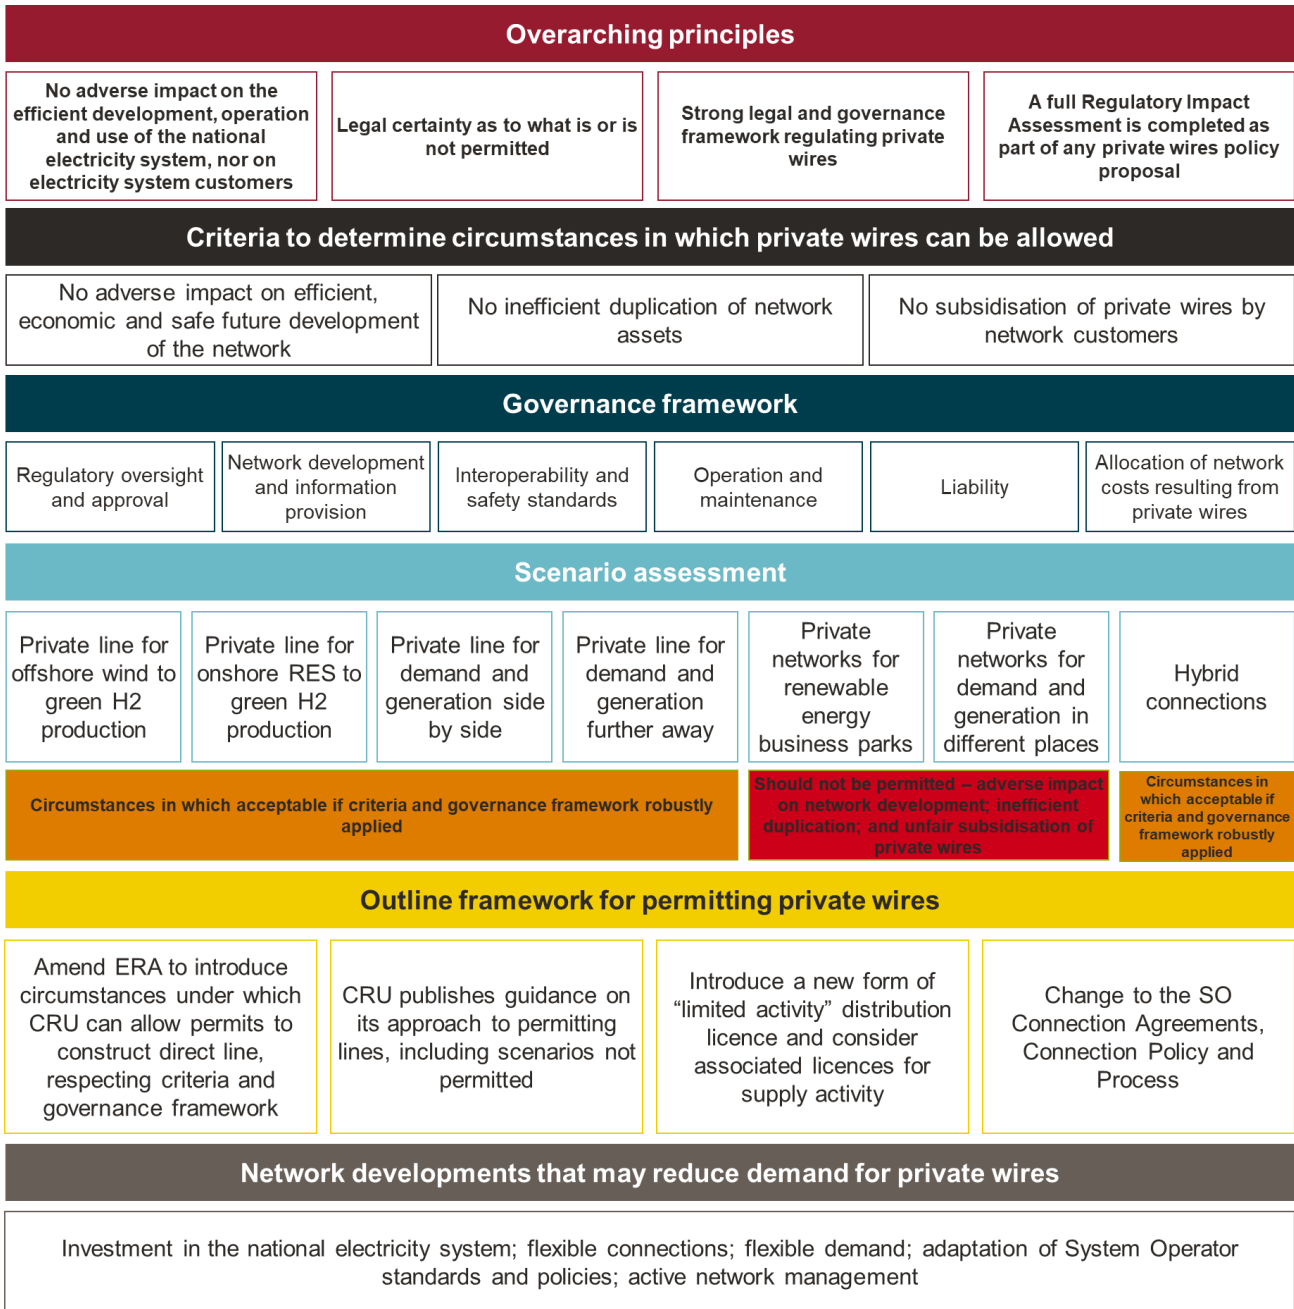 Overarching principles
No adverse impact on the
efficient development, operation
and use of the national
electricity system, nor on
electricity system customers
Legal certainty as to what is or is
not permitted
Strong legal and governance
framework regulating private
wires
A full Regulatory Impact
Assessment is completed as
part of any private wires policy
proposal
Criteria to determine circumstances in which private wires can be allowed
No adverse impact on efficient,
economic and safe future development
of the network
No inefficient duplication of network
assets
No subsidisation of private wires by
network customers
Governance framework
Regulatory oversight
and approval
Network development
and information
provision
Interoperability and
safety standards
Operation and
maintenance
Liability
Allocation of network
costs resulting from
private wires
Scenario assessment
Private line for
offshore wind to
green H2
production
Private line for
onshore RES to
green H2
production
Private line for
demand and
generation side
by side
Private line for
demand and
generation
further away
Private
networks for
renewable
energy
business parks
Private
networks for
demand and
generation in
different places
Hybrid
connections
Circumstances in which acceptable if criteria and governance framework robustly
applied
Should not be permitted – adverse impact
on network development; inefficient
duplication; and unfair subsidisation of
private wires
Circumstances in
which acceptable if
criteria and governance
framework robustly
applied
Outline framework for permitting private wires
Amend ERA to introduce
circumstances under which
CRU can allow permits to
construct direct line,
respecting criteria and
governance framework
CRU publishes guidance on
its approach to permitting
lines, including scenarios not
permitted
Introduce a new form of
“limited activity” distribution
licence and consider
associated licences for
supply activity
Change to the SO
Connection Agreements,
Connection Policy and
Process
Network developments that may reduce demand for private wires
Investment in the national electricity system; flexible connections; flexible demand; adaptation of System Operator
standards and policies; active network management